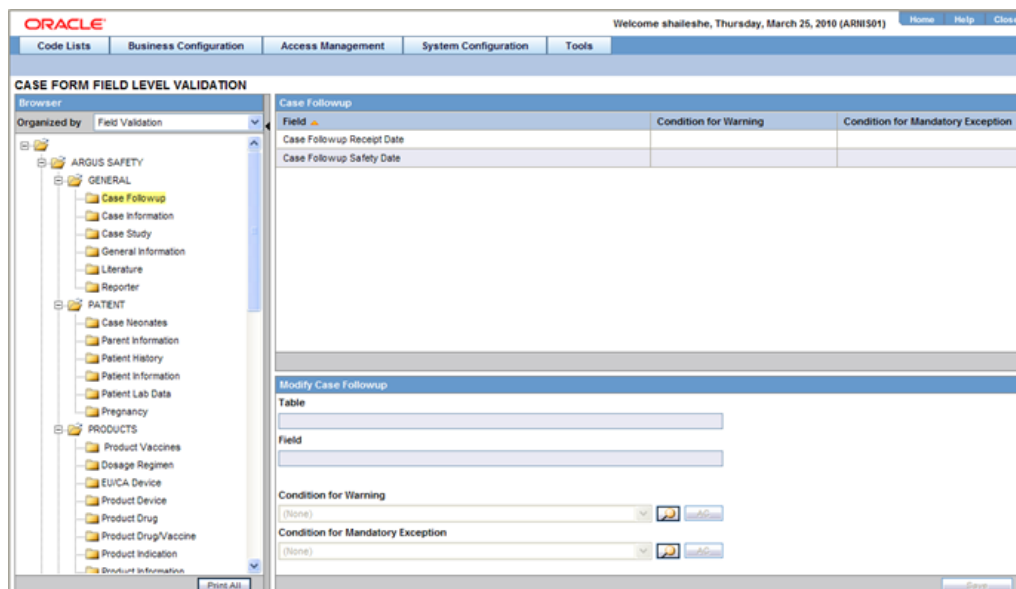 ORACLE
Welcome shaileshe, Thursday, March 25, 2010 (ARNIS01)
Home Help Close
Code Lists Business Configuration Access Management System Configuration Tools
CASE FORM FIELD LEVEL VALIDATION
Browser
Organized by Field Validation
ARGUS SAFETY
GENERAL
Case Followup
Case Information
Case Study
General Information
Literature
Reporter
PATIENT
Case Neonates
Parent Information
Patient History
Patient Information
Patient Lab Data
Pregnancy
PRODUCTS
Product Vaccines
Dosage Regimen
EU/CA Device
Product Device
Product Drug
Product Drug/Vaccine
Product Indication
Product Information
Print All
Case Followup
Field Condition for Warning Condition for Mandatory Exception
Case Followup Receipt Date
Case Followup Safety Date
Modify Case Followup
Table
Field
Condition for Warning
(None) AC...
Condition for Mandatory Exception
(None) AC...
Save